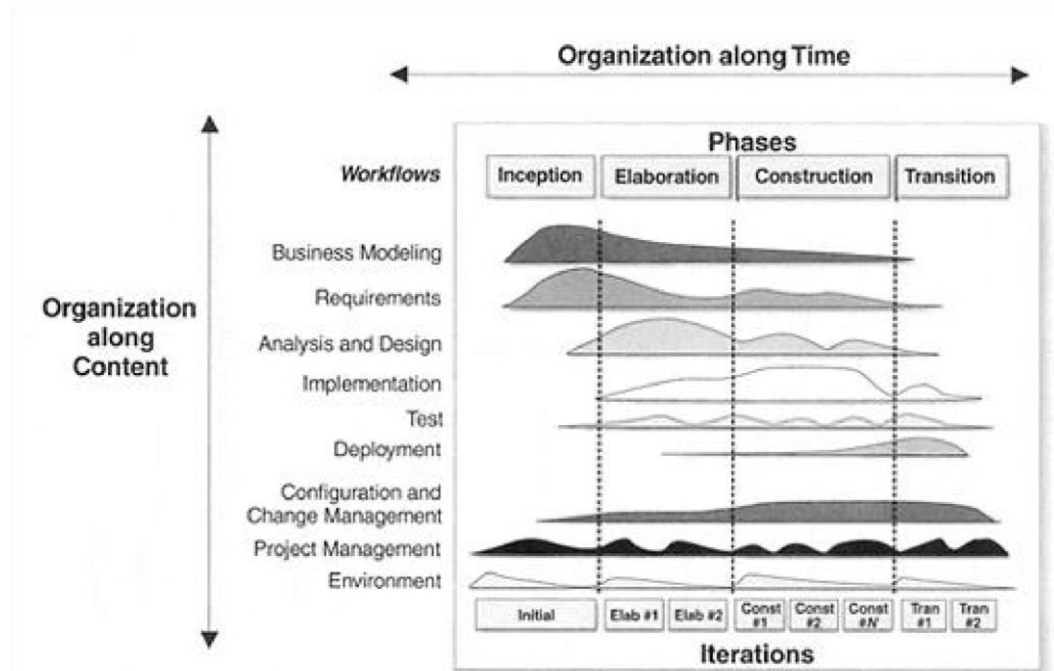 Organization along Time
Phases
Workflows
Inception
Elaboration
Construction
Transition
Business Modeling
Requirements
Analysis and Design
Implementation
Test
Deployment
Configuration and
Change Management
Project Management
Environment
Organization
along
Content
Initial
Elab #1
Elab #2
Const
#1
Const
#2
Const
#N
Tran
#1
Tran
#2
Iterations